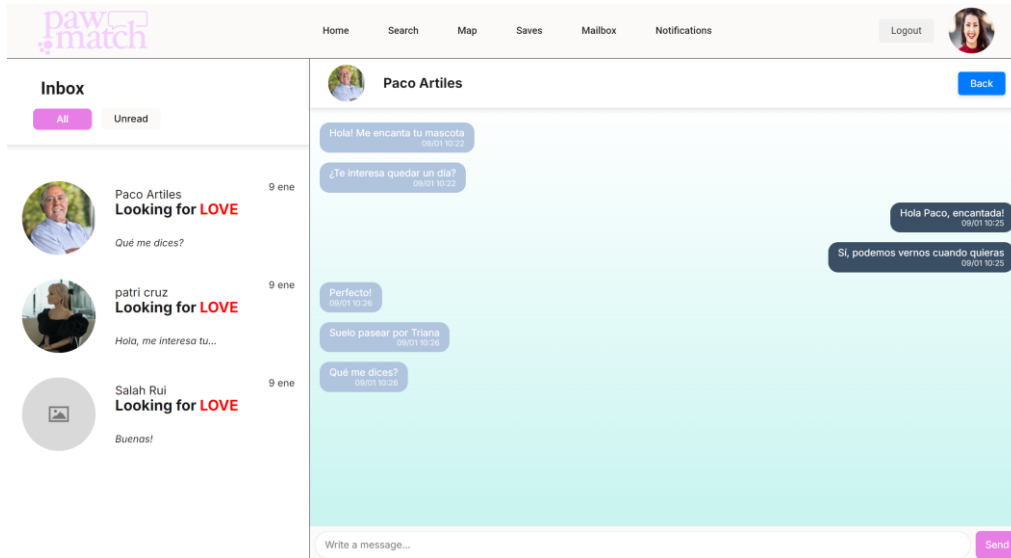 paw
match
Home Search Map Saves Mailbox Notifications Logout
Inbox
All Unread
Paco Artiles 9 ene
Looking for LOVE
Qué me dices?
patri cruz 9 ene
Looking for LOVE
Hola, me interesa tu...
Salah Rui 9 ene
Looking for LOVE
Buenas!
Paco Artiles Back
Hola! Me encanta tu mascota
09/01 10:22
¿Te interesa quedar un día?
09/01 10:22
Hola Paco, encantada!
09/01 10:25
Sí, podemos vernos cuando quieras
09/01 10:25
Perfecto!
09/01 10:26
Suelo pasear por Triana
09/01 10:26
Qué me dices?
09/01 10:26
Write a message... Send